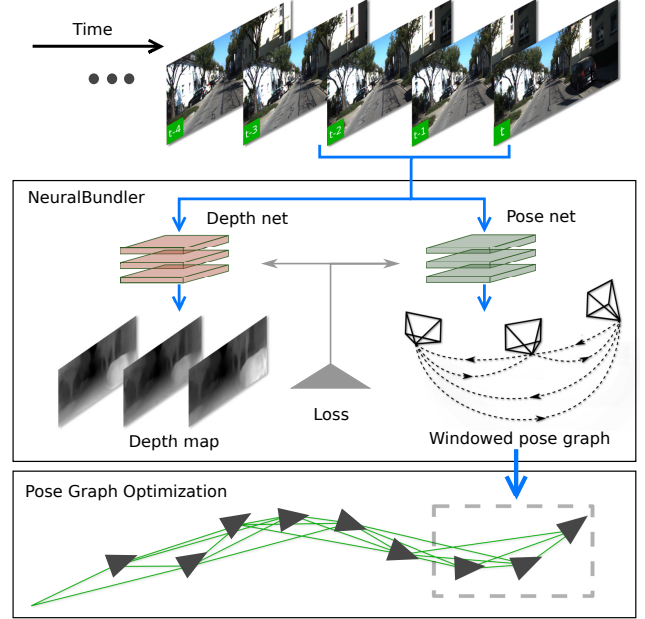 Time
t-4
t-3
t-2
t-1
t
NeuralBundler
Depth net
Pose net
Loss
Depth map
Windowed pose graph
Pose Graph Optimization